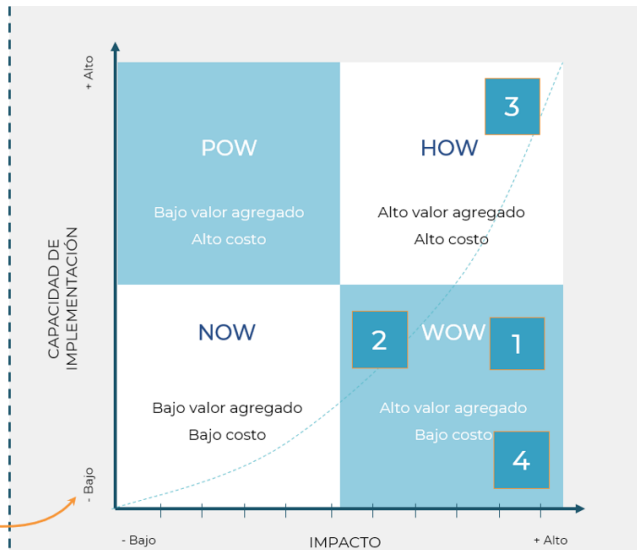 + Alto
3
POW
HOW
Bajo valor agregado
Alto costo
Alto valor agregado
Alto costo
CAPACIDAD DE
IMPLEMENTACIÓN
NOW
2
WOW
1
Bajo valor agregado
Bajo costo
Alto valor agregado
Bajo costo
4
- Bajo
- Bajo
IMPACTO
+ Alto